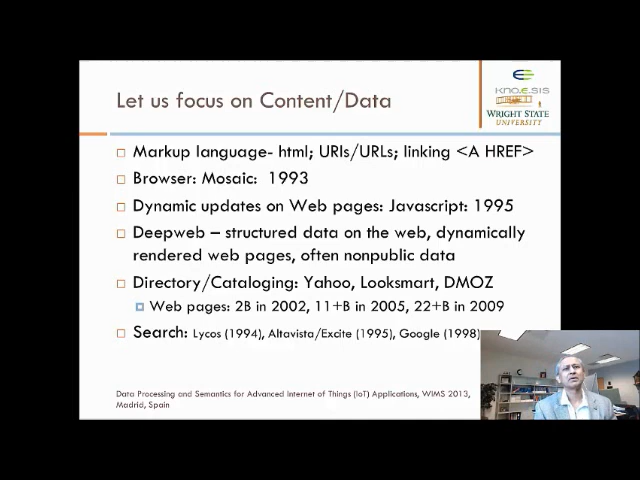 Let us focus on Content/Data
kno.e.sis
WRIGHT STATE
UNIVERSITY
Markup language- html; URIs/URLs; linking <A HREF>
Browser: Mosaic: 1993
Dynamic updates on Web pages: Javascript: 1995
Deepweb – structured data on the web, dynamically
rendered web pages, often nonpublic data
Directory/Cataloging: Yahoo, Looksmart, DMOZ
Web pages: 2B in 2002, 11+B in 2005, 22+B in 2009
Search: Lycos (1994), Altavista/Excite (1995), Google (1998)
Data Processing and Semantics for Advanced Internet of Things (IoT) Applications, WIMS 2013,
Madrid, Spain